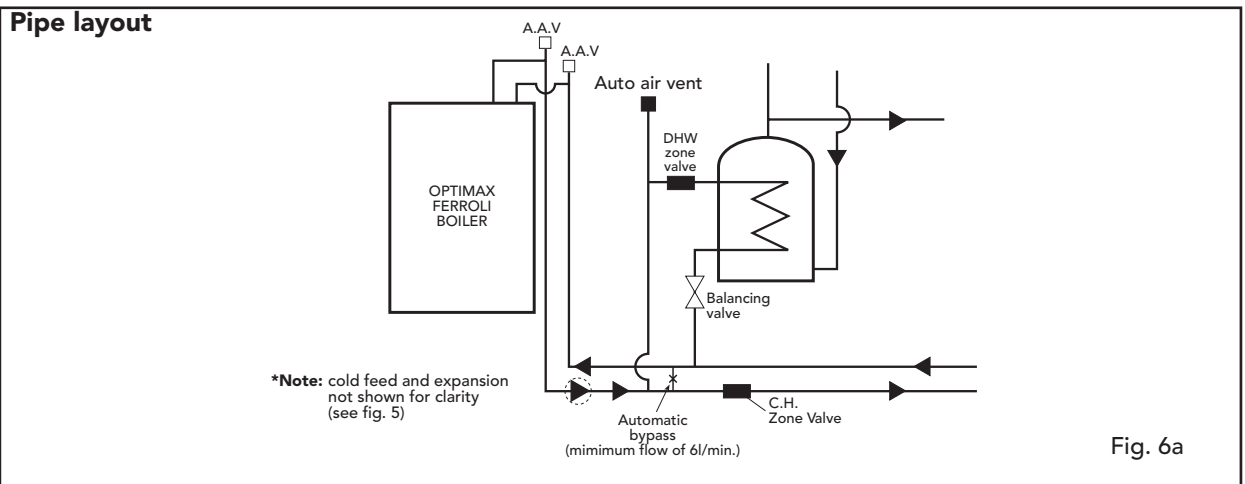 Pipe layout
A.A.V
A.A.V
Auto air vent
DHW
zone
valve
OPTIMAX
FERROLI
BOILER
Balancing
valve
*Note: cold feed and expansion
not shown for clarity
(see fig. 5)
C.H.
Zone Valve
Automatic
bypass
(mimimum flow of 6l/min.)
Fig. 6a